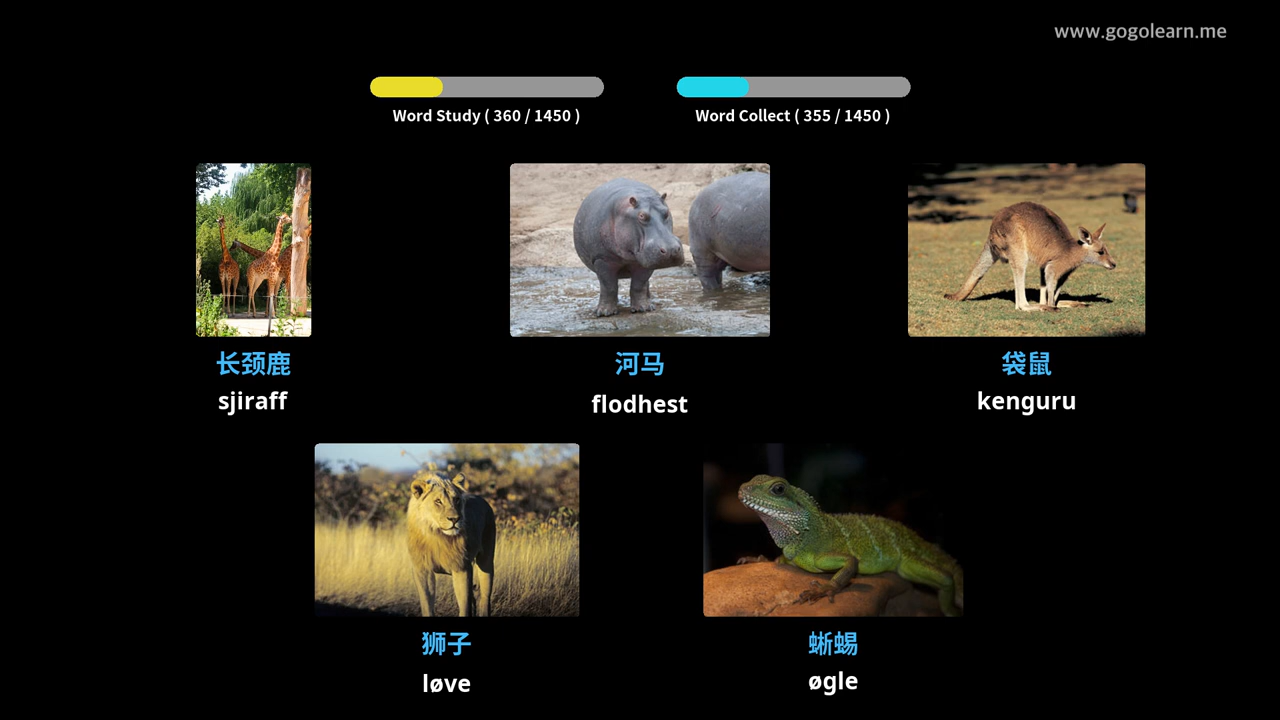 www.gogolearn.me
Word Study ( 360 / 1450 )
Word Collect ( 355 / 1450 )
长颈鹿
sjiraff
河马
flodhest
袋鼠
kenguru
狮子
løve
蜥蜴
øgle